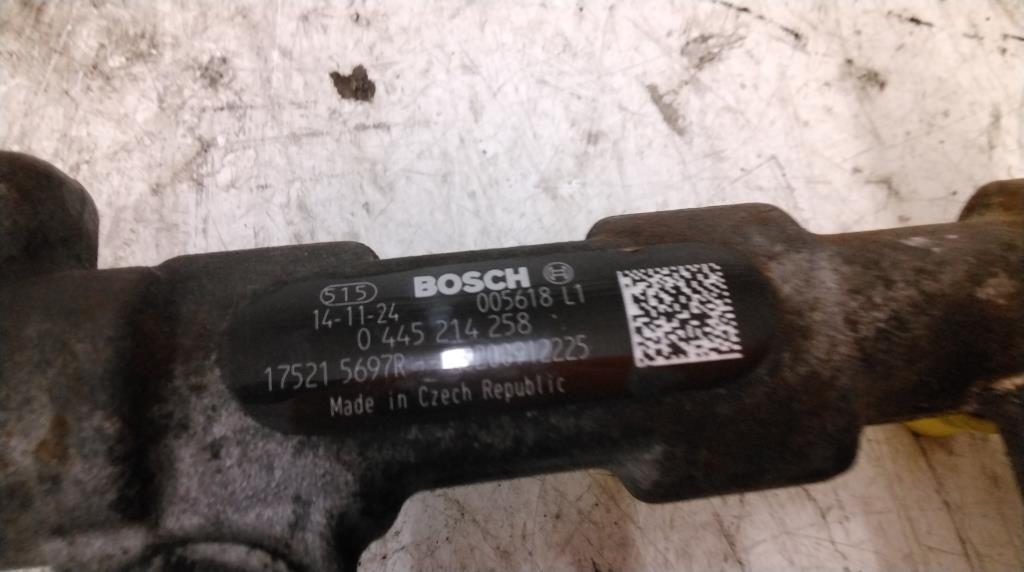 BOSCH
515
14-11-24 005618 L1
0 445 214 258
17521 5697R
Made in Czech Republic